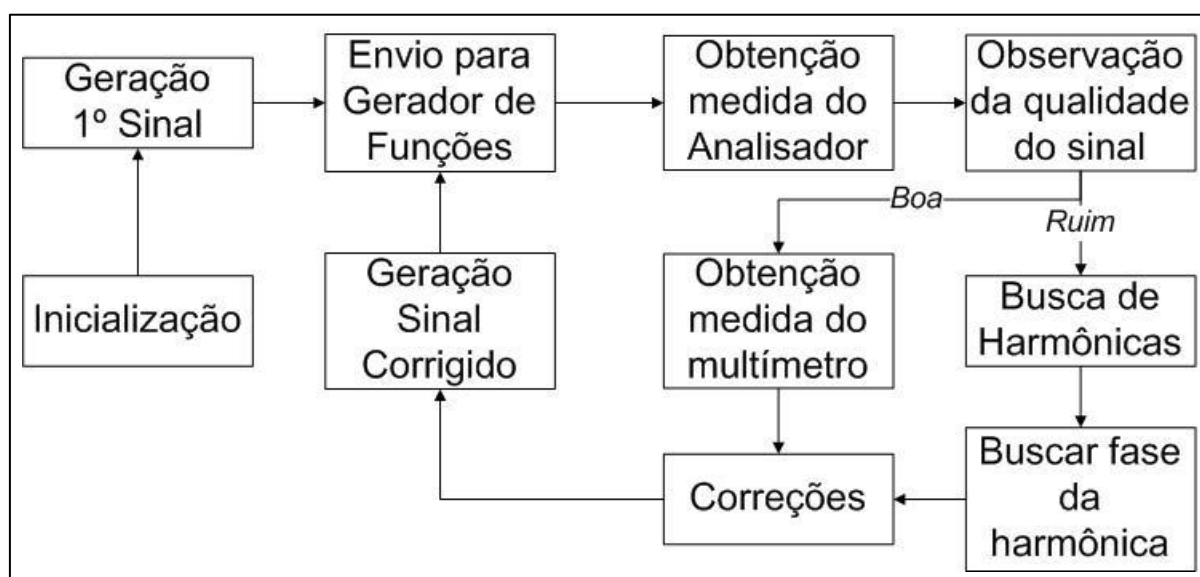 Geração
1º Sinal
Envio para
Gerador de
Funções
Obtenção
medida do
Analisador
Observação
da qualidade
do sinal
Boa
Ruim
Inicialização
Geração
Sinal
Corrigido
Obtenção
medida do
multímetro
Busca de
Harmônicas
Correções
Buscar fase
da
harmônica